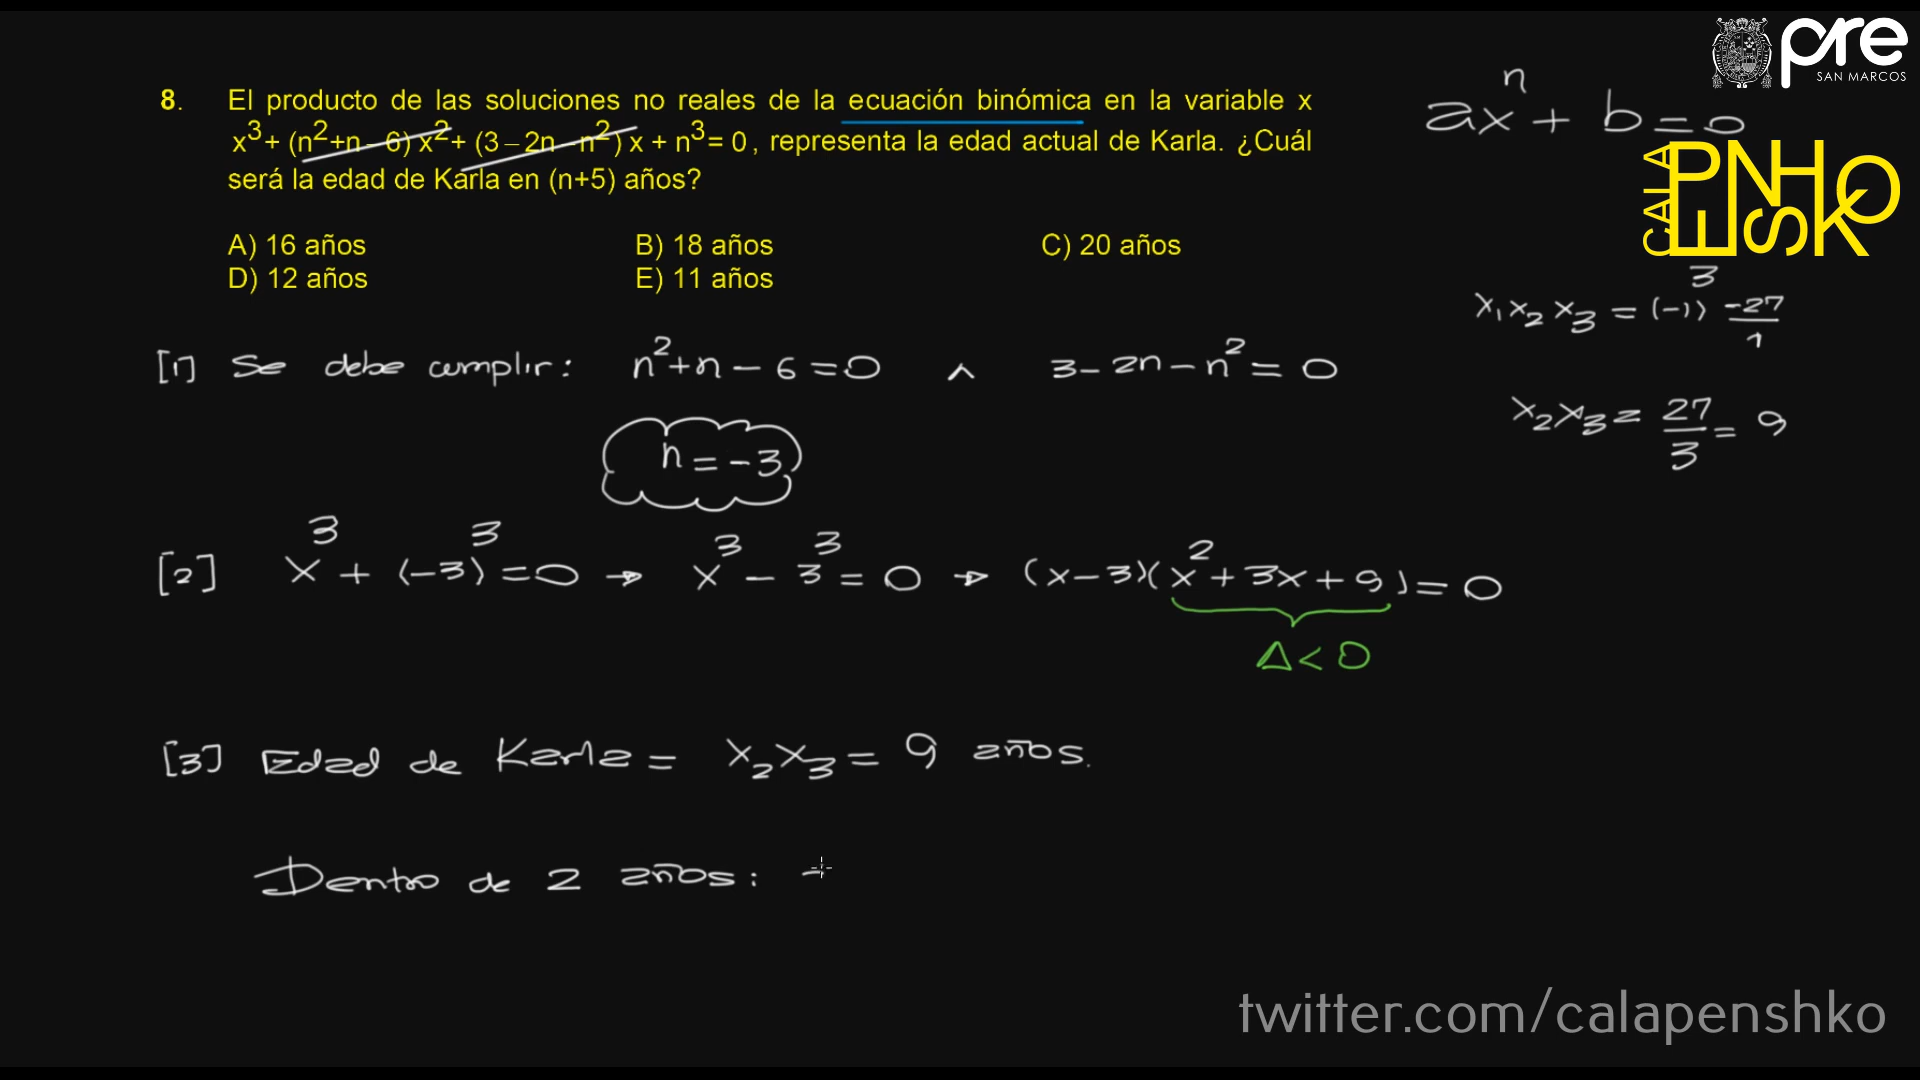 pre
SAN MARCOS
8. El producto de las soluciones no reales de la ecuación binómica en la variable x
x³ + (n²+n – 6) x² + (3 – 2n – n²) x + n³ = 0, representa la edad actual de Karla. ¿Cuál
será la edad de Karla en (n+5) años?
A) 16 años B) 18 años C) 20 años
D) 12 años E) 11 años
axⁿ + b = 0
CALA PENSHKO
x₁ x₂ x₃ = (-1)³ -27/1
x₂x₃ = 27/3 = 9
[1] Se debe cumplir: n²+n – 6 = 0 ∧ 3 – 2n – n² = 0
n = -3
[2] x³ + (-3)³ = 0 → x³ – 3³ = 0 → (x-3)(x²+3x+9) = 0
Δ < 0
[3] Edad de Karla = x₂x₃ = 9 años.
Dentro de 2 años:
twitter.com/calapenshko